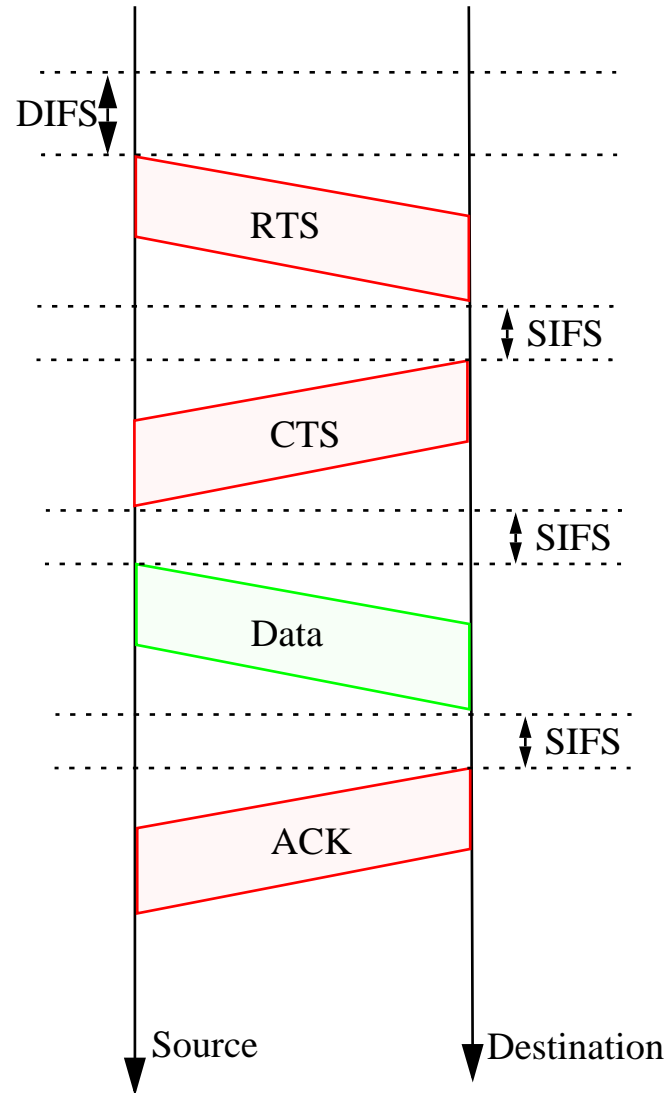 DIFS
RTS
SIFS
CTS
SIFS
Data
SIFS
ACK
Source
Destination